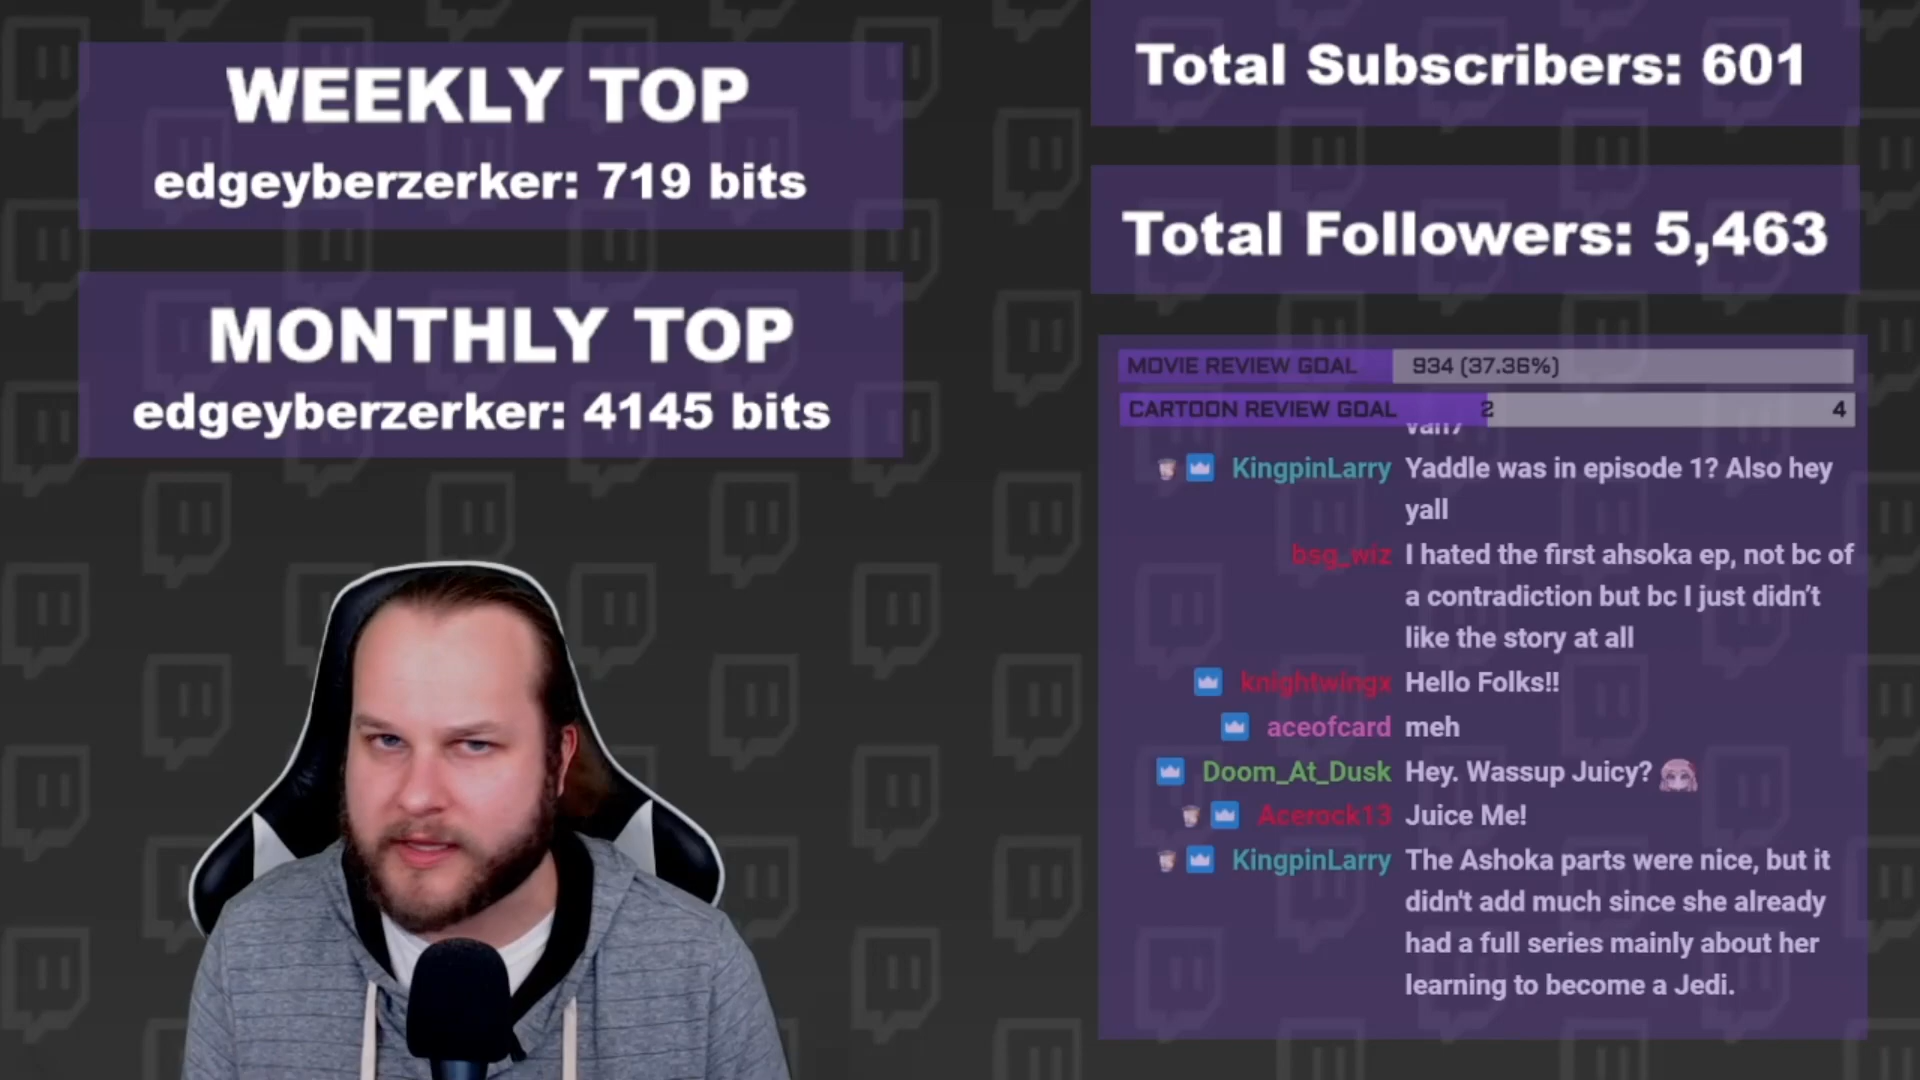 WEEKLY TOP
edgeyberzerker: 719 bits
MONTHLY TOP
edgeyberzerker: 4145 bits
Total Subscribers: 601
Total Followers: 5,463
MOVIE REVIEW GOAL 934 (37.36%)
CARTOON REVIEW GOAL 2 4
KingpinLarry Yaddle was in episode 1? Also hey
yall
bsg_wiz I hated the first ahsoka ep, not bc of
a contradiction but bc I just didn’t
like the story at all
knightwingx Hello Folks!!
aceofcard meh
Doom_At_Dusk Hey. Wassup Juicy?
Acerock13 Juice Me!
KingpinLarry The Ashoka parts were nice, but it
didn't add much since she already
had a full series mainly about her
learning to become a Jedi.